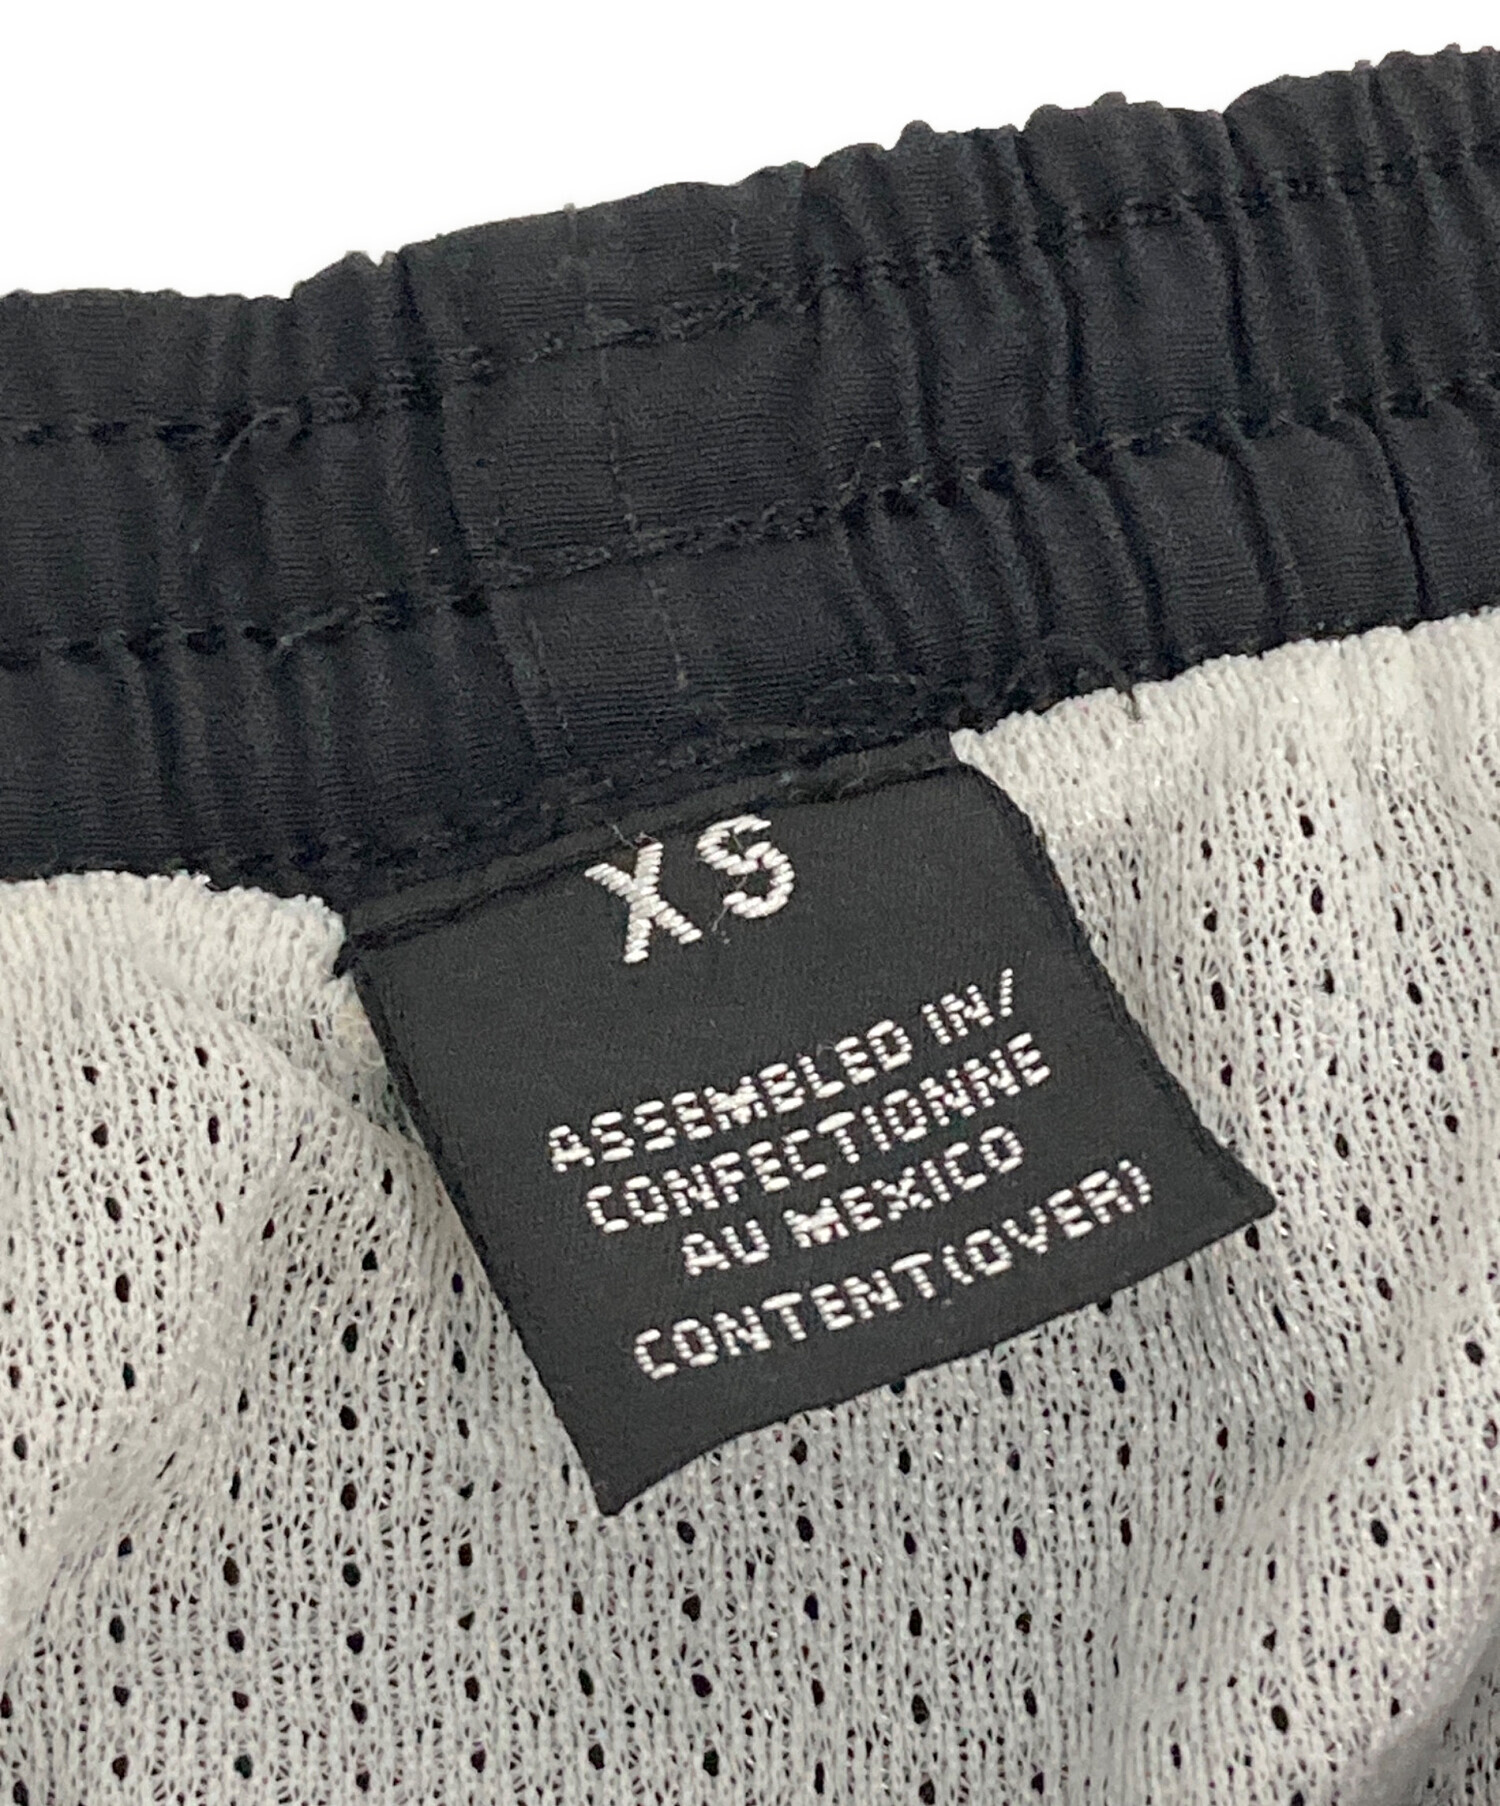 XS
ASSEMBLED IN/
CONFECTIONNE
AU MEXICO
CONTENT(OVER)